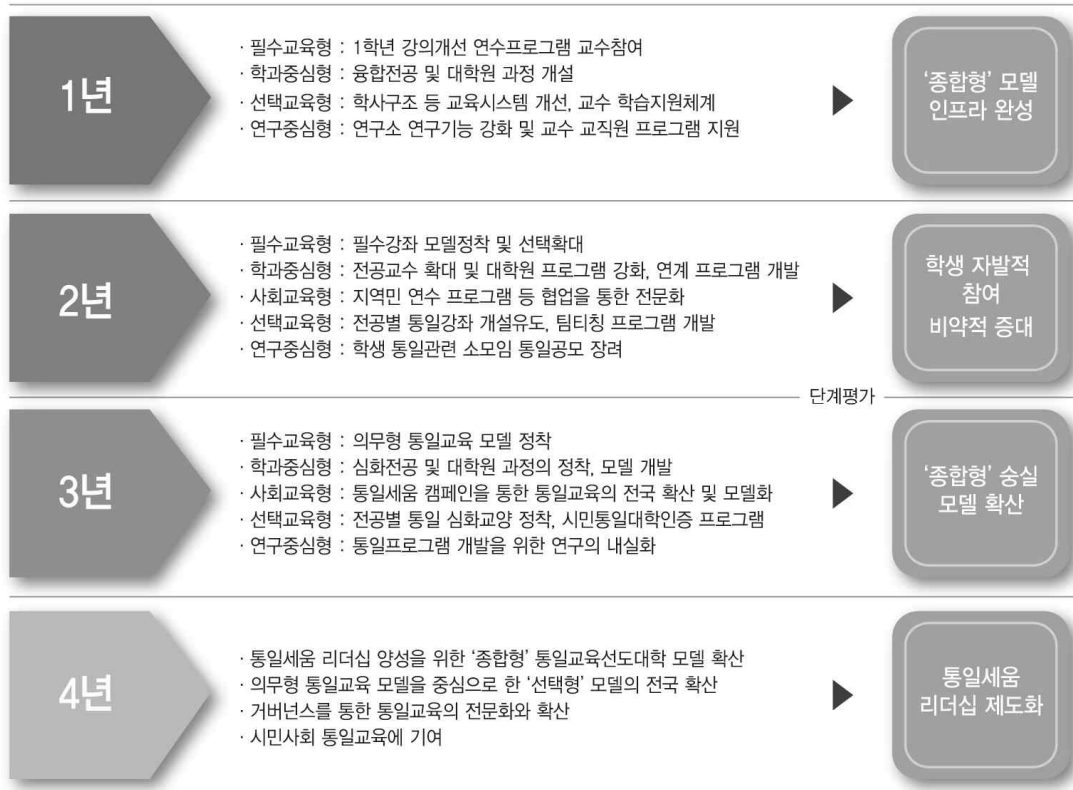 1년
· 필수교육형 : 1학년 강의개선 연수프로그램 교수참여
· 학과중심형 : 융합전공 및 대학원 과정 개설
· 선택교육형 : 학사구조 등 교육시스템 개선, 교수 학습지원체계
· 연구중심형 : 연구소 연구기능 강화 및 교수 교직원 프로그램 지원
‘종합형’ 모델
인프라 완성
2년
· 필수교육형 : 필수강좌 모델정착 및 선택확대
· 학과중심형 : 전공교수 확대 및 대학원 프로그램 강화, 연계 프로그램 개발
· 사회교육형 : 지역민 연수 프로그램 등 협업을 통한 전문화
· 선택교육형 : 전공별 통일강좌 개설유도, 팀티칭 프로그램 개발
· 연구중심형 : 학생 통일관련 소모임 통일공모 장려
학생 자발적
참여
비약적 증대
단계평가
3년
· 필수교육형 : 의무형 통일교육 모델 정착
· 학과중심형 : 심화전공 및 대학원 과정의 정착, 모델 개발
· 사회교육형 : 통일세움 캠페인을 통한 통일교육의 전국 확산 및 모델화
· 선택교육형 : 전공별 통일 심화교양 정착, 시민통일대학인증 프로그램
· 연구중심형 : 통일프로그램 개발을 위한 연구의 내실화
‘종합형’ 숭실
모델 확산
4년
· 통일세움 리더십 양성을 위한 ‘종합형’ 통일교육선도대학 모델 확산
· 의무형 통일교육 모델을 중심으로 한 ‘선택형’ 모델의 전국 확산
· 거버넌스를 통한 통일교육의 전문화와 확산
· 시민사회 통일교육에 기여
통일세움
리더십 제도화